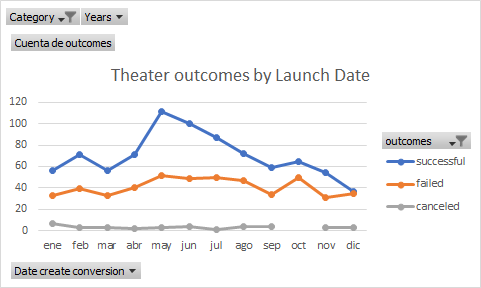 Category Years
Cuenta de outcomes
Theater outcomes by Launch Date
120
100
80
60
40
20
0
ene feb mar abr may jun jul ago sep oct nov dic
outcomes
successful
failed
canceled
Date create conversion